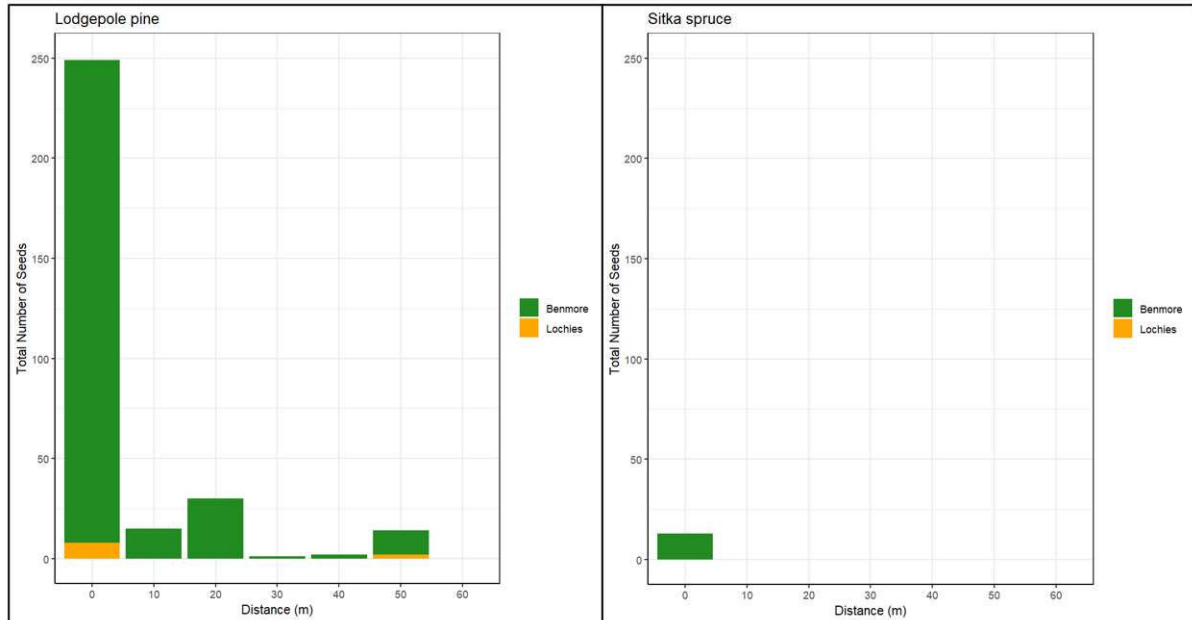 Lodgepole pine
Total Number of Seeds
250
200
150
100
50
0
0 10 20 30 40 50 60
Distance (m)
Benmore
Lochies
Sitka spruce
Total Number of Seeds
250
200
150
100
50
0
0 10 20 30 40 50 60
Distance (m)
Benmore
Lochies